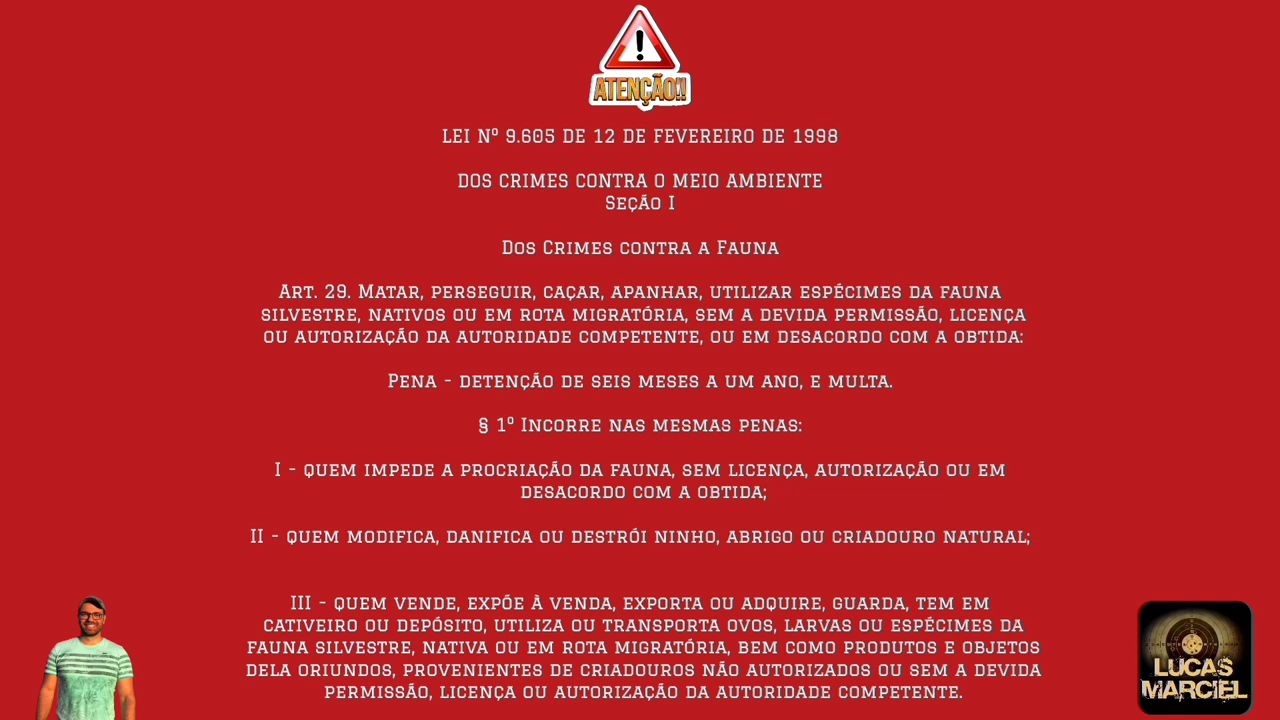 ATENÇÃO!!
LEI Nº 9.605 DE 12 DE FEVEREIRO DE 1998
DOS CRIMES CONTRA O MEIO AMBIENTE
Seção I
Dos Crimes contra a Fauna
Art. 29. Matar, perseguir, caçar, apanhar, utilizar espécimes da fauna
silvestre, nativos ou em rota migratória, sem a devida permissão, licença
ou autorização da autoridade competente, ou em desacordo com a obtida:
Pena - detenção de seis meses a um ano, e multa.
§ 1º Incorre nas mesmas penas:
I - quem impede a procriação da fauna, sem licença, autorização ou em
desacordo com a obtida;
II - quem modifica, danifica ou destrói ninho, abrigo ou criadouro natural;
III - quem vende, expõe à venda, exporta ou adquire, guarda, tem em
cativeiro ou depósito, utiliza ou transporta ovos, larvas ou espécimes da
fauna silvestre, nativa ou em rota migratória, bem como produtos e objetos
dela oriundos, provenientes de criadouros não autorizados ou sem a devida
permissão, licença ou autorização da autoridade competente.
LUCAS
MARCIEL